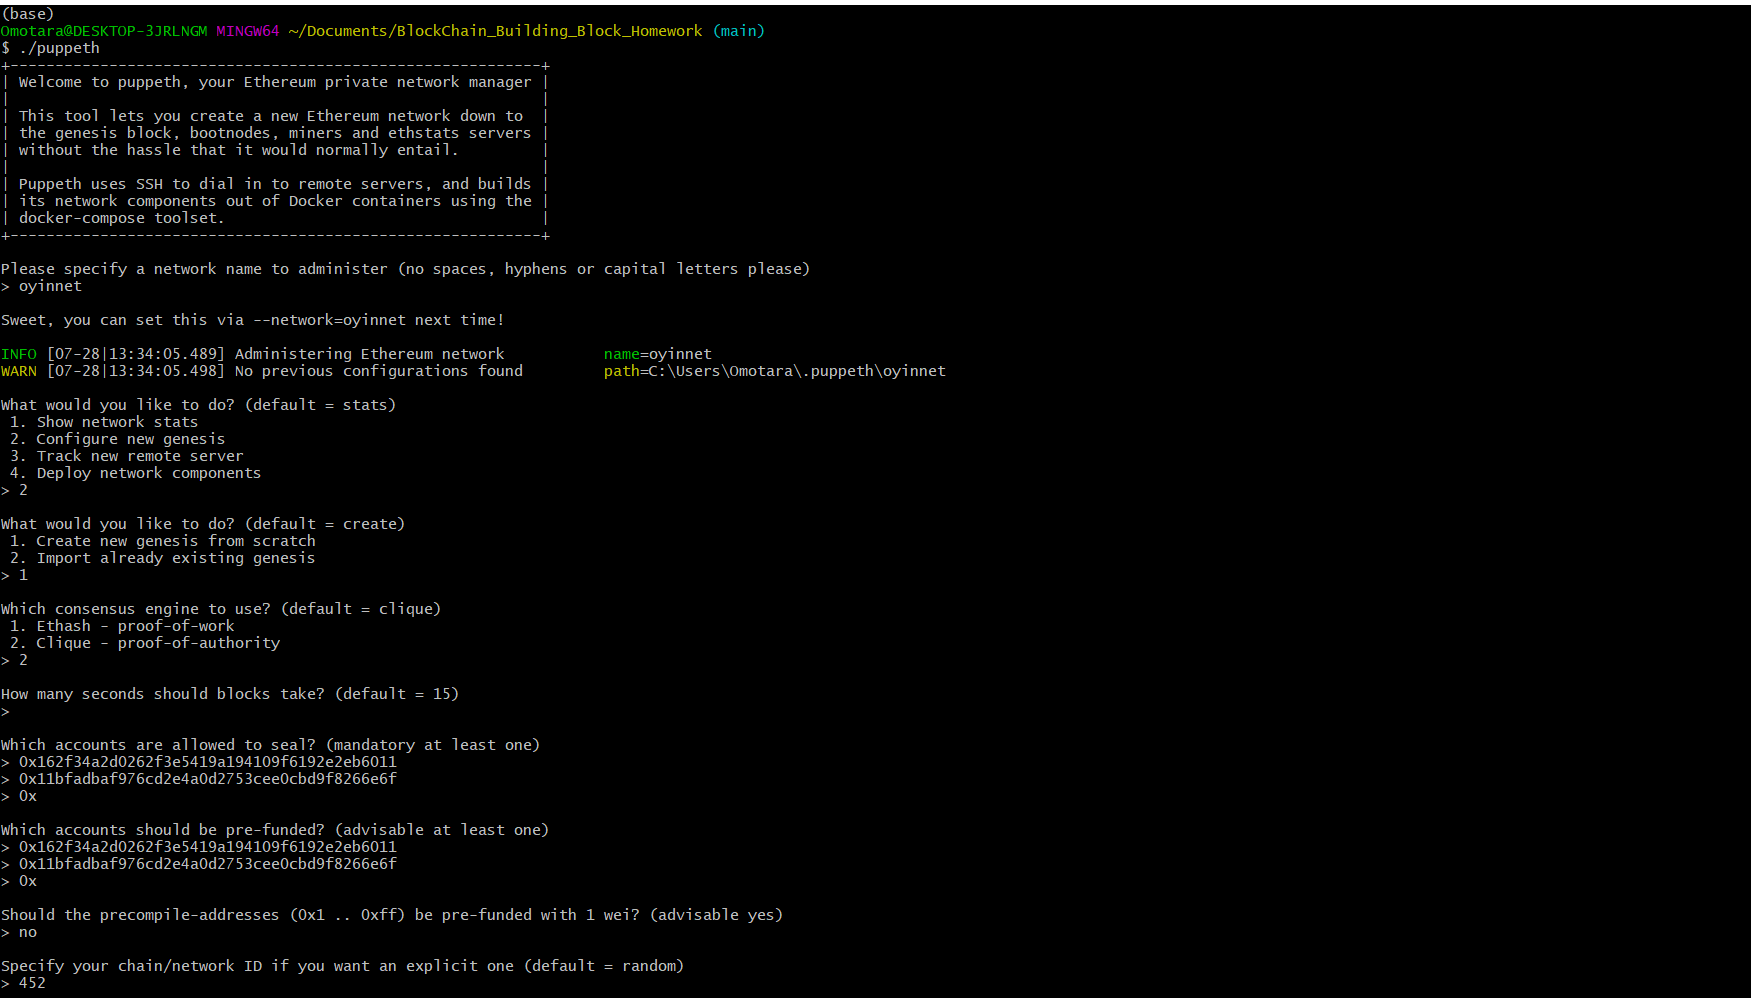 (base)
Omotara@DESKTOP-3JRLNGM MINGW64 ~/Documents/BlockChain_Building_Block_Homework (main)
$ ./puppeth
+-----------------------------------------------------------+
| Welcome to puppeth, your Ethereum private network manager |
|                                                           |
| This tool lets you create a new Ethereum network down to  |
| the genesis block, bootnodes, miners and ethstats servers |
| without the hassle that it would normally entail.         |
|                                                           |
| Puppeth uses SSH to dial in to remote servers, and builds |
| its network components out of Docker containers using the |
| docker-compose toolset.                                   |
+-----------------------------------------------------------+
Please specify a network name to administer (no spaces, hyphens or capital letters please)
> oyinnet
Sweet, you can set this via --network=oyinnet next time!
INFO [07-28|13:34:05.489] Administering Ethereum network           name=oyinnet
WARN [07-28|13:34:05.498] No previous configurations found         path=C:\Users\Omotara\.puppeth\oyinnet
What would you like to do? (default = stats)
 1. Show network stats
 2. Configure new genesis
 3. Track new remote server
 4. Deploy network components
> 2
What would you like to do? (default = create)
 1. Create new genesis from scratch
 2. Import already existing genesis
> 1
Which consensus engine to use? (default = clique)
 1. Ethash - proof-of-work
 2. Clique - proof-of-authority
> 2
How many seconds should blocks take? (default = 15)
>
Which accounts are allowed to seal? (mandatory at least one)
> 0x162f34a2d0262f3e5419a194109f6192e2eb6011
> 0x11bfadbaf976cd2e4a0d2753cee0cbd9f8266e6f
> 0x
Which accounts should be pre-funded? (advisable at least one)
> 0x162f34a2d0262f3e5419a194109f6192e2eb6011
> 0x11bfadbaf976cd2e4a0d2753cee0cbd9f8266e6f
> 0x
Should the precompile-addresses (0x1 .. 0xff) be pre-funded with 1 wei? (advisable yes)
> no
Specify your chain/network ID if you want an explicit one (default = random)
> 452